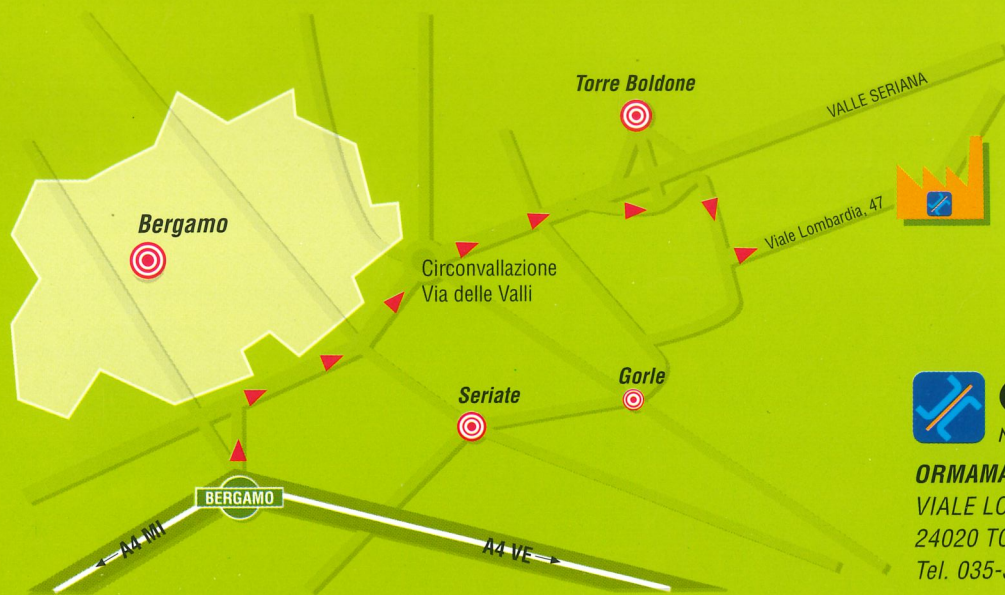 Torre Boldone
VALLE SERIANA
Bergamo
Viale Lombardia, 47
Circonvallazione
Via delle Valli
Gorle
Seriate
BERGAMO
A4 MI
A4 VE
ORMAMA
VIALE LO
24020 TO
Tel. 035-